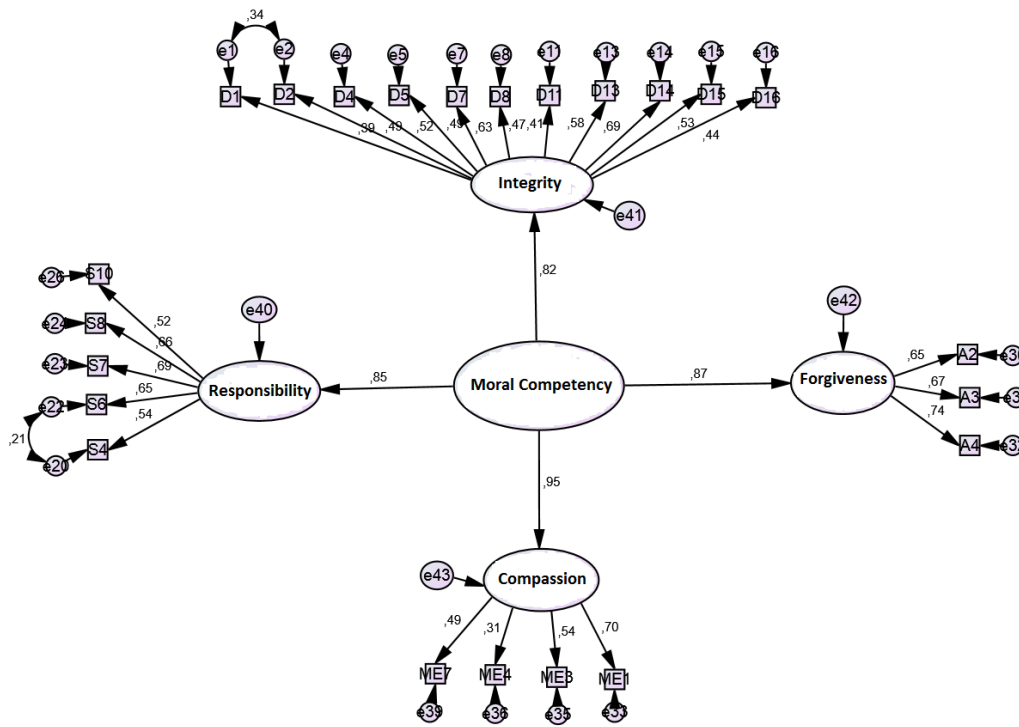 ,34
e1 e2 e4 e5 e7 e8 e11 e13 e14 e15 e16
D1 D2 D4 D5 D7 D8 D11 D13 D14 D15 D16
,39 ,49 ,52 ,49 ,63 ,47 ,41 ,58 ,69 ,53 ,44
Integrity
e41
,82
e26 S10
e24 S8
e23 S7
e22 S6
e20 S4
,21
,52
,66
,69
,65
,54
e40
Responsibility
,85
Moral Competency
,87
e42
Forgiveness
,65
,67
,74
A2
A3
A4
,95
e43
Compassion
,49 ,31 ,54 ,70
ME7 ME4 ME3 ME1
e39 e36 e35 e33